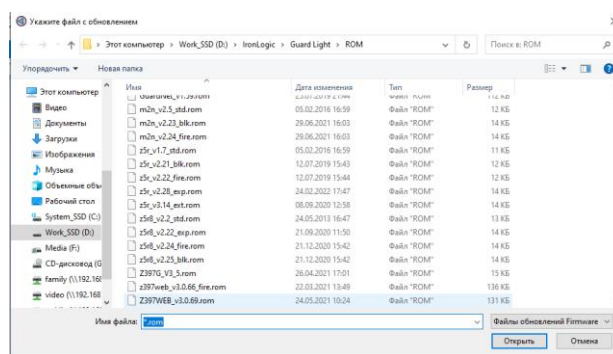 Укажите файл с обновлением
Этот компьютер > Work_SSD (D:) > IronLogic > Guard Light > ROM
Поиск в: ROM
Упорядочить Новая папка
Имя Дата изменения Тип Размер
Этот компьютер
Видео
Документы
Загрузки
Изображения
Музыка
Объемные объ
Рабочий стол
System_SSD (C:)
Work_SSD (D:)
Media (F:)
CD-дисковод (G
family (\\192.168
video (\\192.168
m2n_v2.5_std.rom 05.02.2016 16:59 Файл "ROM" 12 КБ
m2n_v2.23_blk.rom 29.06.2021 16:03 Файл "ROM" 14 КБ
m2n_v2.24_fire.rom 29.06.2021 16:03 Файл "ROM" 14 КБ
z5r_v1.7_std.rom 05.02.2016 16:59 Файл "ROM" 11 КБ
z5r_v2.21_blk.rom 12.07.2019 15:43 Файл "ROM" 12 КБ
z5r_v2.22_fire.rom 12.07.2019 15:44 Файл "ROM" 12 КБ
z5r_v2.28_exp.rom 24.02.2022 17:47 Файл "ROM" 14 КБ
z5r_v3.14_ext.rom 08.09.2020 12:58 Файл "ROM" 14 КБ
z5r8_v2.2_std.rom 24.05.2013 16:47 Файл "ROM" 13 КБ
z5r8_v2.22_exp.rom 21.09.2020 11:50 Файл "ROM" 14 КБ
z5r8_v2.24_fire.rom 21.12.2020 15:42 Файл "ROM" 14 КБ
z5r8_v2.25_blk.rom 21.12.2020 15:42 Файл "ROM" 14 КБ
Z397G_V3_5.rom 26.04.2021 17:01 Файл "ROM" 15 КБ
z397web_v3.0.66_fire.rom 22.03.2021 13:49 Файл "ROM" 136 КБ
Z397WEB_v3.0.69.rom 24.05.2021 10:24 Файл "ROM" 131 КБ
Имя файла: *.rom Файлы обновлений Firmware
Открыть Отмена